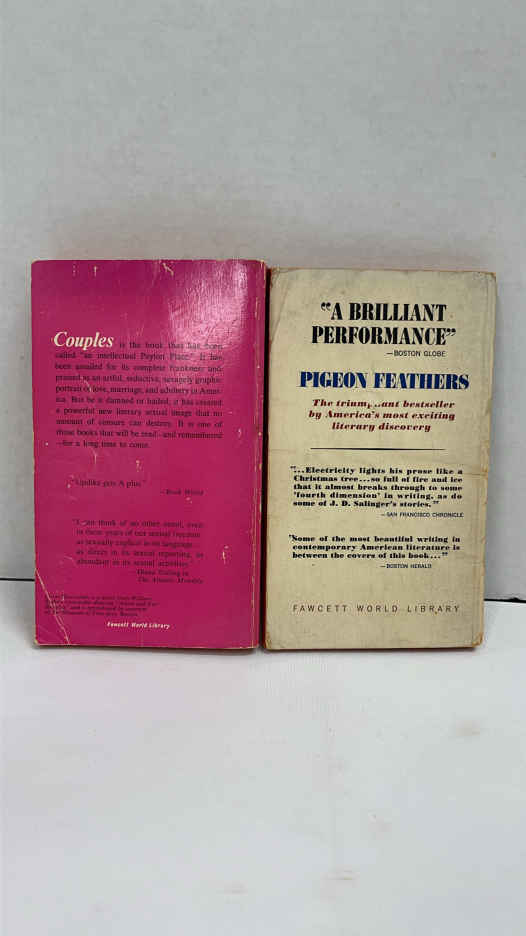 Couples is the book that has been
called "an intellectual Peyton Place." It has
been assailed for its complete frankness and
praised as an artful, seductive, savagely graphic
portrait of love, marriage, and adultery in Amer-
ica. But be it damned or hailed, it has created
a powerful new literary sexual image that no
amount of censure can destroy. It is one of
those books that will be read—and remembered
—for a long time to come.
"Updike gets A plus."
—Book World
"I can think of no other novel, even
in these years of our sexual freedom,
as sexually explicit in its language...
as direct in its sexual reporting, as
abundant in its sexual activities."
—Diana Trilling in
The Atlantic Monthly
Fawcett World Library
"A BRILLIANT
PERFORMANCE"
—BOSTON GLOBE
PIGEON FEATHERS
The trium...ant bestseller
by America's most exciting
literary discovery
"...Electricity lights his prose like a
Christmas tree...so full of fire and ice
that it almost breaks through to some
'fourth dimension' in writing, as do
some of J. D. Salinger's stories."
—SAN FRANCISCO CHRONICLE
"Some of the most beautiful writing in
contemporary American literature is
between the covers of this book..."
—BOSTON HERALD
FAWCETT WORLD LIBRARY